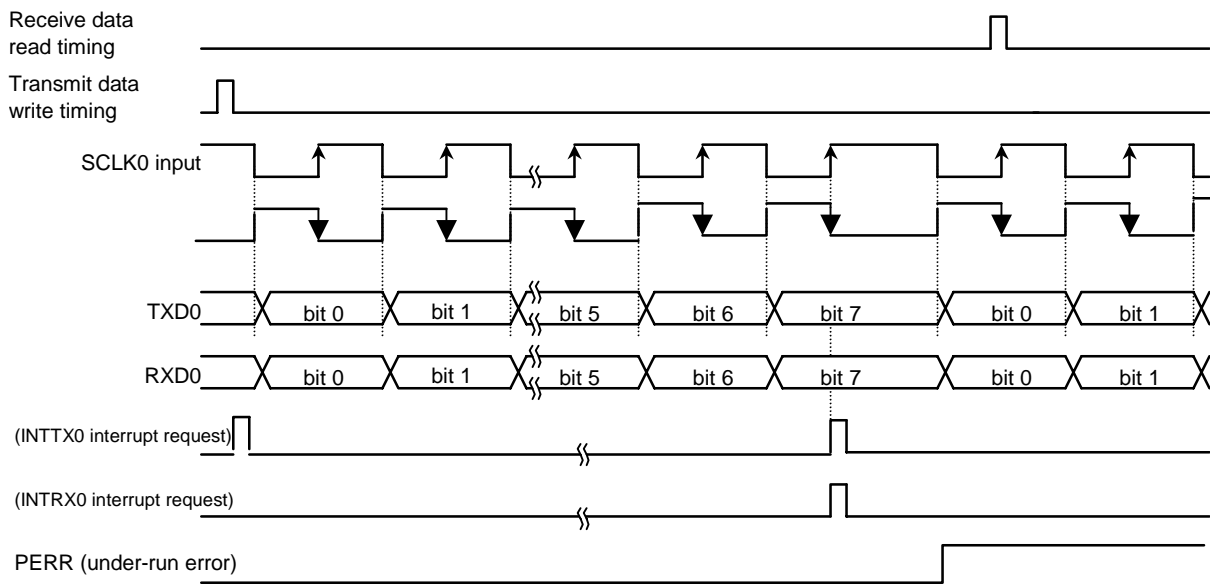 Receive data
read timing
Transmit data
write timing
SCLK0 input
TXD0 bit 0 bit 1 bit 5 bit 6 bit 7 bit 0 bit 1
RXD0 bit 0 bit 1 bit 5 bit 6 bit 7 bit 0 bit 1
(INTTX0 interrupt request)
(INTRX0 interrupt request)
PERR (under-run error)